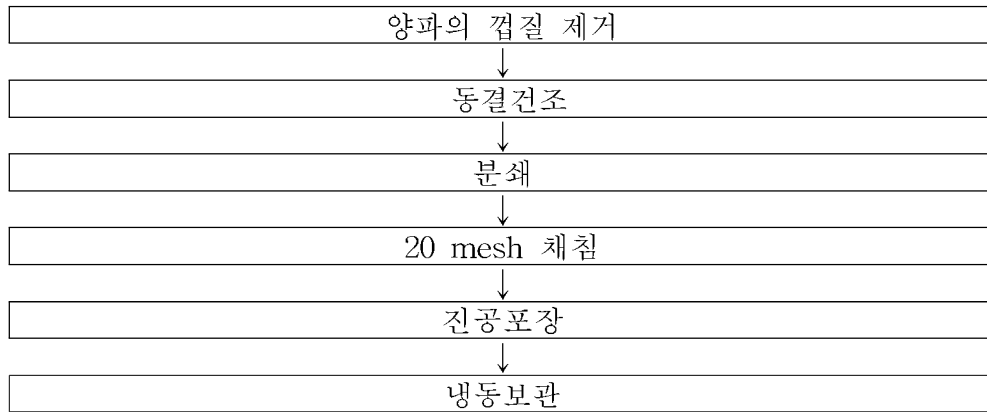 양파의 껍질 제거
동결건조
분쇄
20 mesh 채침
진공포장
냉동보관